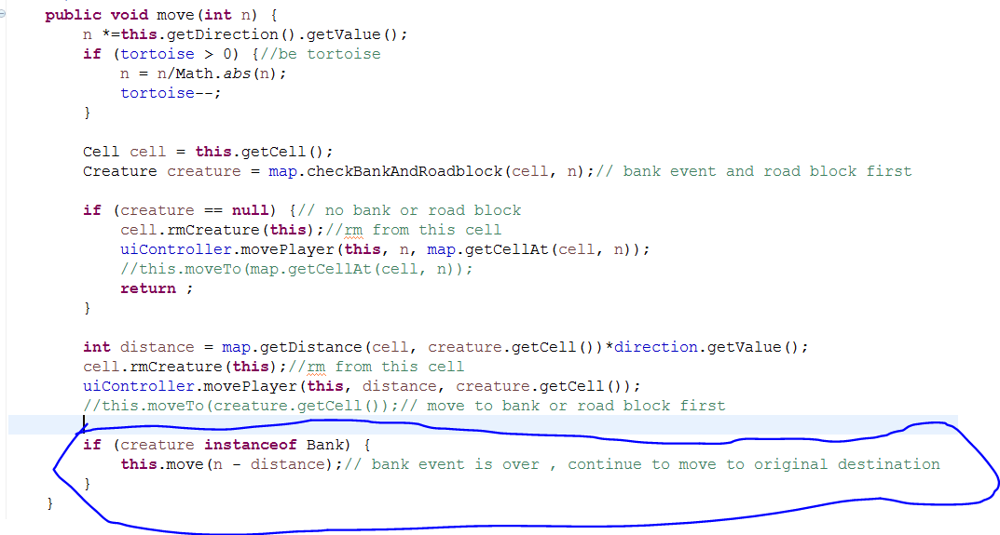 public void move(int n) {
n *=this.getDirection().getValue();
if (tortoise > 0) {//be tortoise
n = n/Math.abs(n);
tortoise--;
}
Cell cell = this.getCell();
Creature creature = map.checkBankAndRoadblock(cell, n);// bank event and road block first
if (creature == null) {// no bank or road block
cell.rmCreature(this);//rm from this cell
uiController.movePlayer(this, n, map.getCellAt(cell, n));
//this.moveTo(map.getCellAt(cell, n));
return ;
}
int distance = map.getDistance(cell, creature.getCell())*direction.getValue();
cell.rmCreature(this);//rm from this cell
uiController.movePlayer(this, distance, creature.getCell());
//this.moveTo(creature.getCell());// move to bank or road block first
if (creature instanceof Bank) {
this.move(n - distance);// bank event is over , continue to move to original destination
}
}